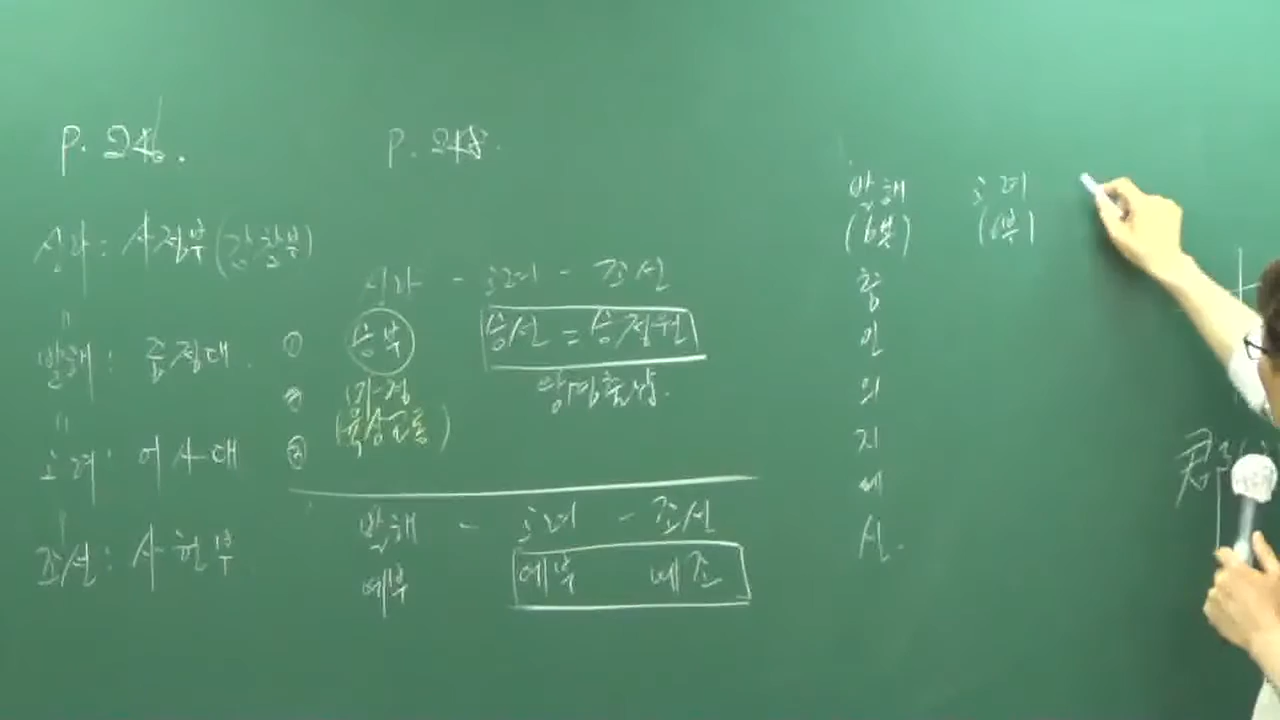 P. 246.
신라 : 사정부 (감찰부)
"
발해 : 중정대
"
고려 : 어사대
조선 : 사헌부
P. 248.
신라 - 고려 - 조선
① 승부 승선 = 승정원
② 왕명출납.
③
발해 - 고려 - 조선
예부 예부 예조
발해 고려
(6부) (6부)
충
인
의
지
예
신.